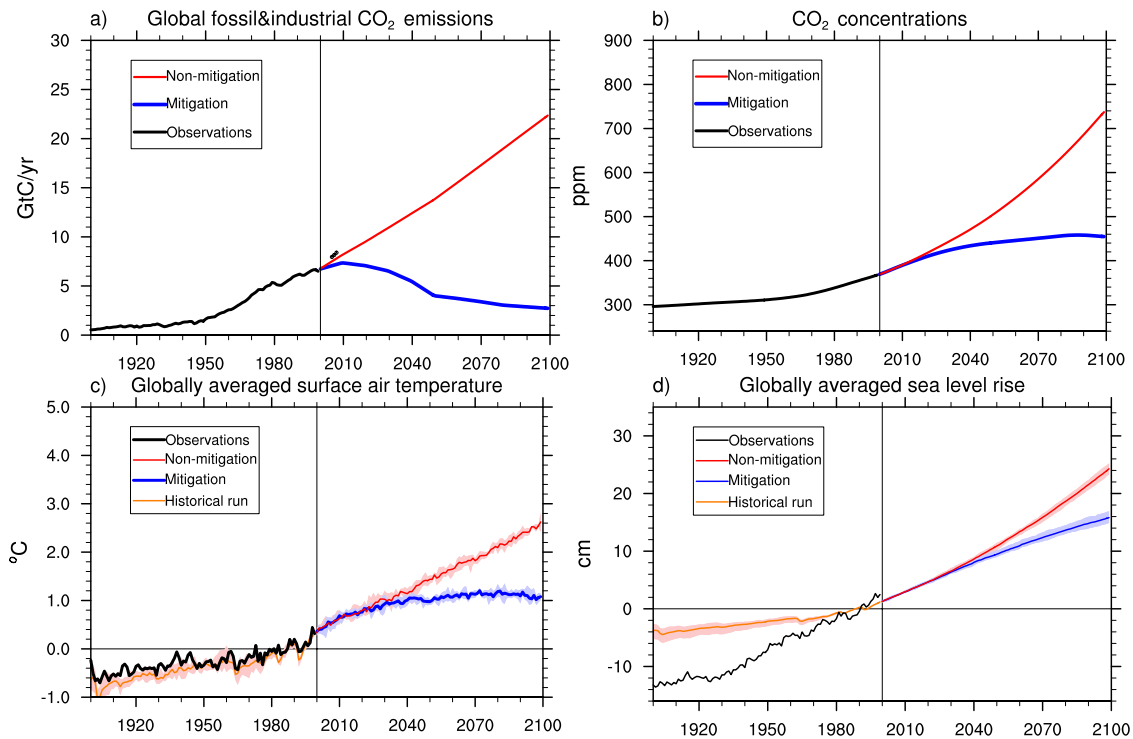 a) Global fossil&industrial CO₂ emissions
30
25
20
15
10
5
0
GtC/yr
Non-mitigation
Mitigation
Observations
1920 1950 1980 2010 2040 2070 2100
b) CO₂ concentrations
900
800
700
600
500
400
300
ppm
Non-mitigation
Mitigation
Observations
1920 1950 1980 2010 2040 2070 2100
c) Globally averaged surface air temperature
5.0
4.0
3.0
2.0
1.0
0.0
-1.0
ºC
Observations
Non-mitigation
Mitigation
Historical run
1920 1950 1980 2010 2040 2070 2100
d) Globally averaged sea level rise
30
20
10
0
-10
cm
Observations
Non-mitigation
Mitigation
Historical run
1920 1950 1980 2010 2040 2070 2100